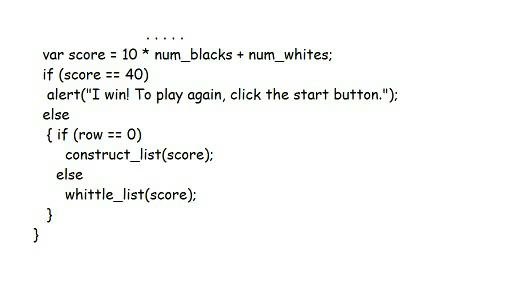 . . . . .
var score = 10 * num_blacks + num_whites;
if (score == 40)
alert("I win! To play again, click the start button.");
else
{ if (row == 0)
construct_list(score);
else
whittle_list(score);
}
}